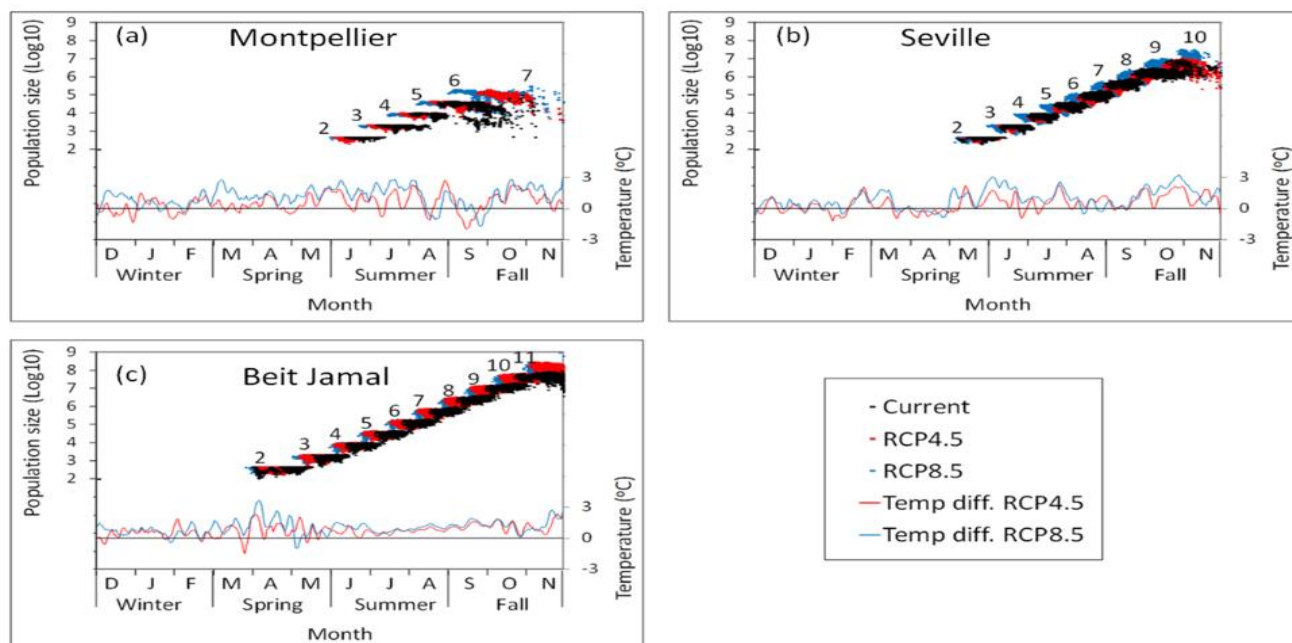 (a) Montpellier
Population size (Log10)
9
8
7
6
5
4
3
2
2 3 4 5 6 7
Temperature (ºC)
3
0
-3
D J F M A M J J A S O N
Winter Spring Summer Fall
Month
(b) Seville
Population size (Log10)
9
8
7
6
5
4
3
2
2 3 4 5 6 7 8 9 10
Temperature (ºC)
3
0
-3
D J F M A M J J A S O N
Winter Spring Summer Fall
Month
(c) Beit Jamal
Population size (Log10)
9
8
7
6
5
4
3
2
2 3 4 5 6 7 8 9 10 11
Temperature (ºC)
3
0
-3
D J F M A M J J A S O N
Winter Spring Summer Fall
Month
Current
RCP4.5
RCP8.5
Temp diff. RCP4.5
Temp diff. RCP8.5